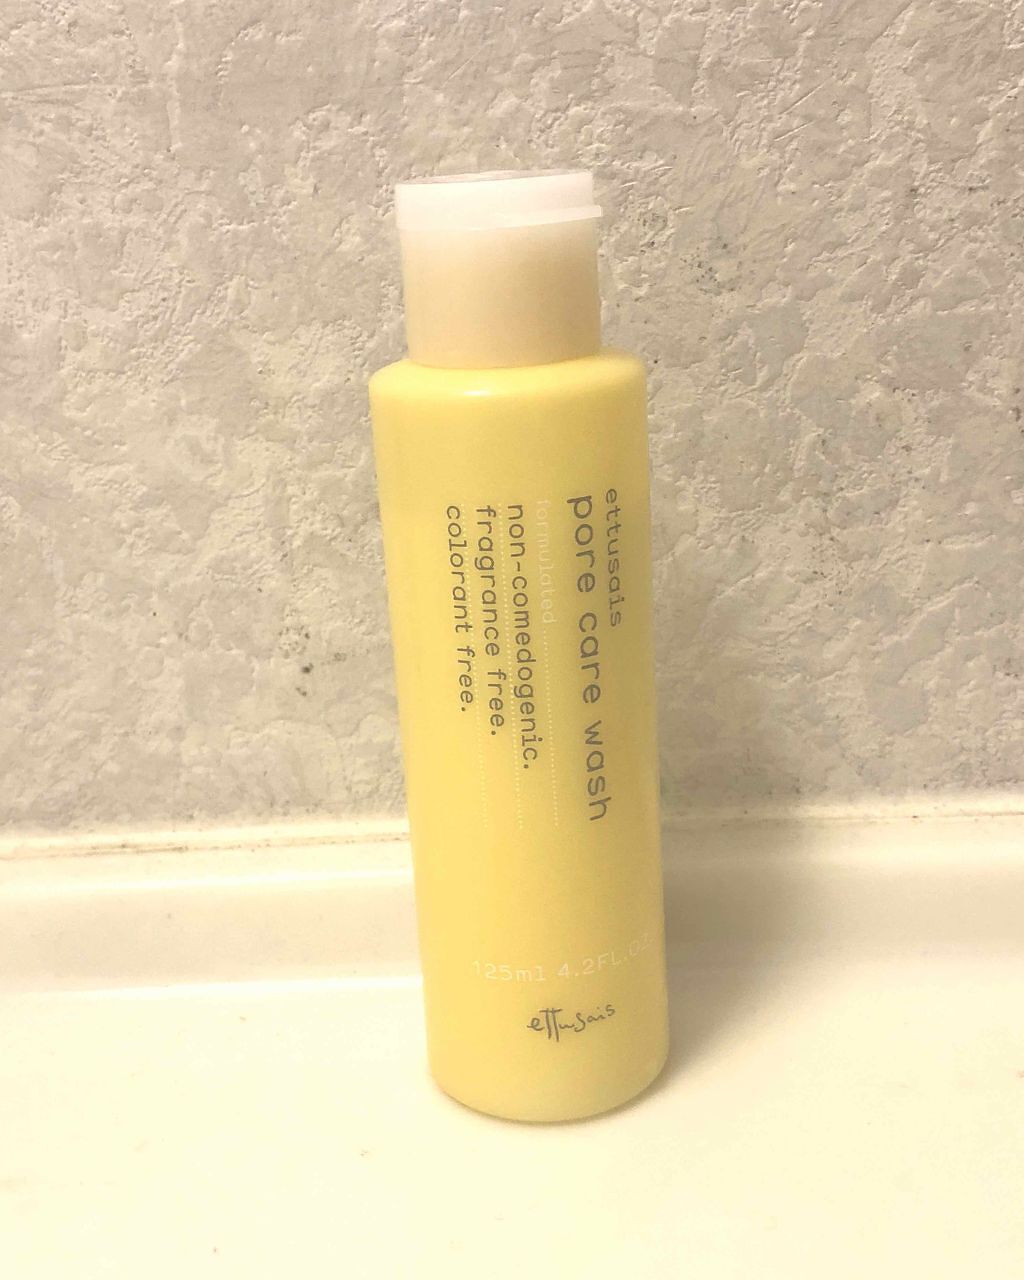 ettusais
pore care wash
formulated
non-comedogenic.
fragrance free.
colorant free.
125ml 4.2FL.OZ
ettusais